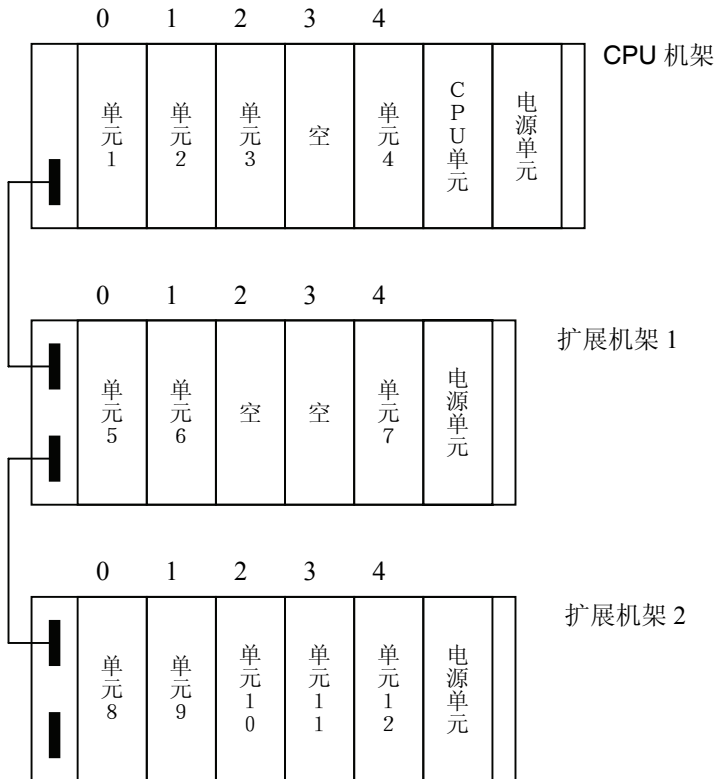 0 1 2 3 4
CPU 机架
单元1
单元2
单元3
空
单元4
CPU单元
电源单元
0 1 2 3 4
扩展机架 1
单元5
单元6
空
空
单元7
电源单元
0 1 2 3 4
扩展机架 2
单元8
单元9
单元10
单元11
单元12
电源单元